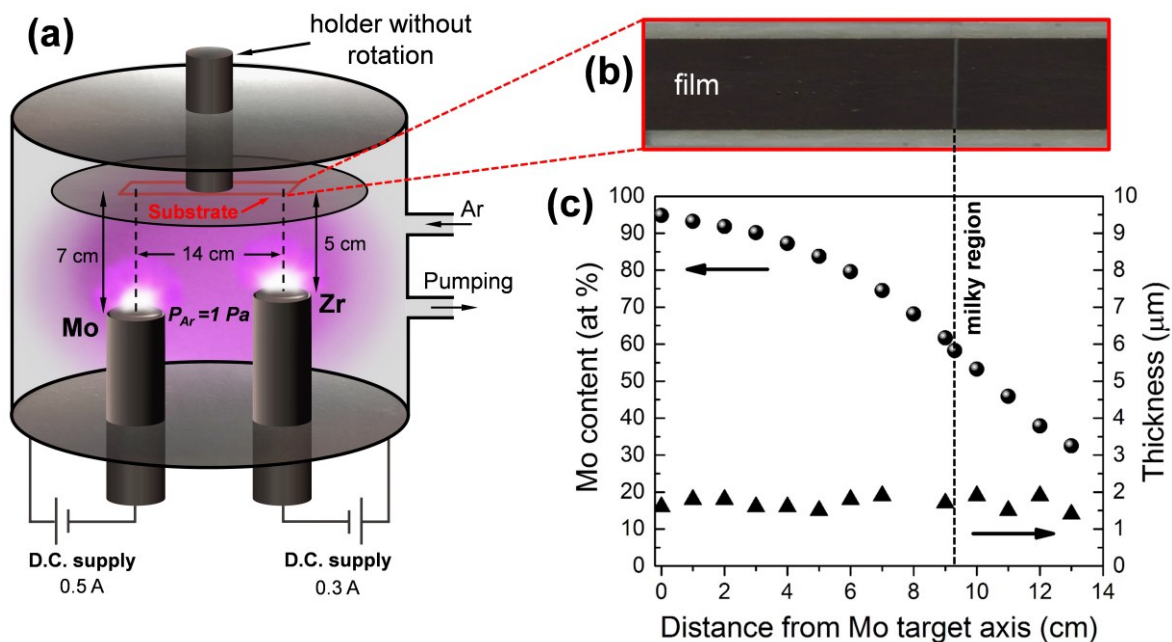 (a)
holder without
rotation
Substrate
7 cm
14 cm
5 cm
Ar
Pumping
Mo
P_Ar =1 Pa
Zr
D.C. supply
0.5 A
D.C. supply
0.3 A
(b)
film
(c)
100
90
80
70
60
50
40
30
20
10
0
Mo content (at %)
milky region
10
9
8
7
6
5
4
3
2
1
0
Thickness (μm)
0 2 4 6 8 10 12 14
Distance from Mo target axis (cm)